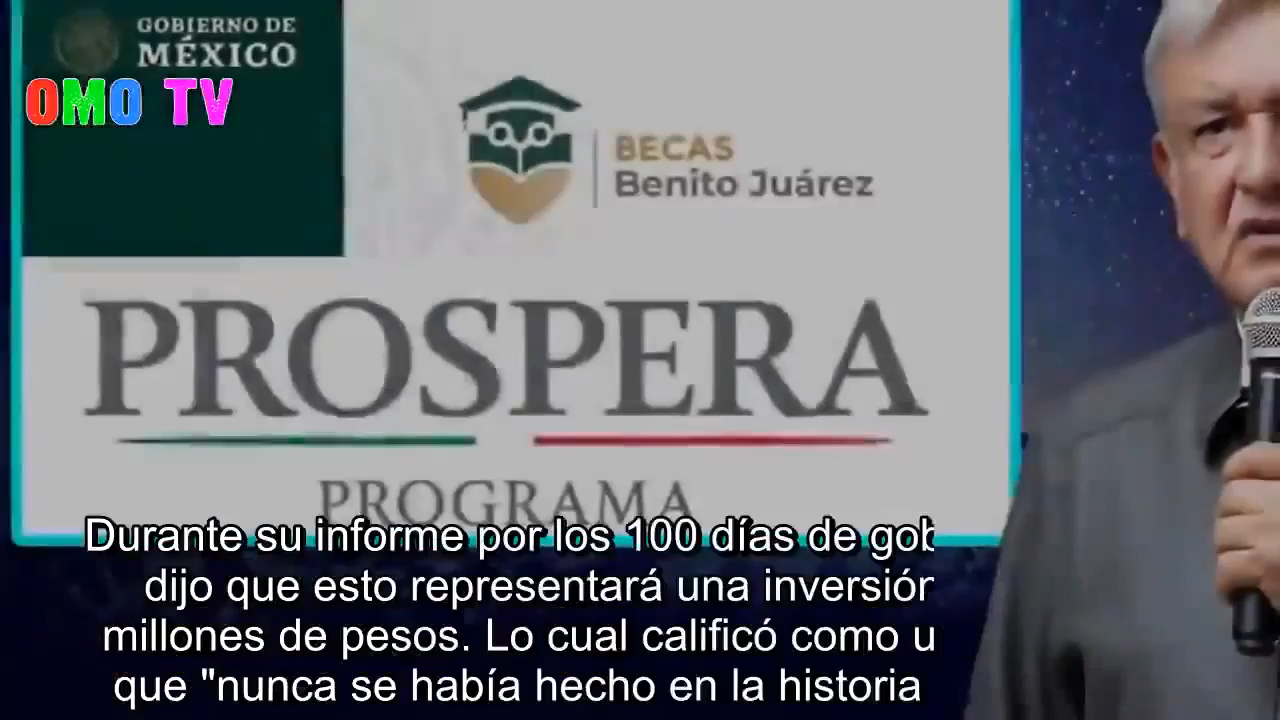 GOBIERNO DE
MÉXICO
OMO TV
BECAS
Benito Juárez
PROSPERA
PROGRAMA
Durante su informe por los 100 días de
dijo que esto representará una
millones de pesos. Lo cual calificó como
que "nunca se había hecho en la historia